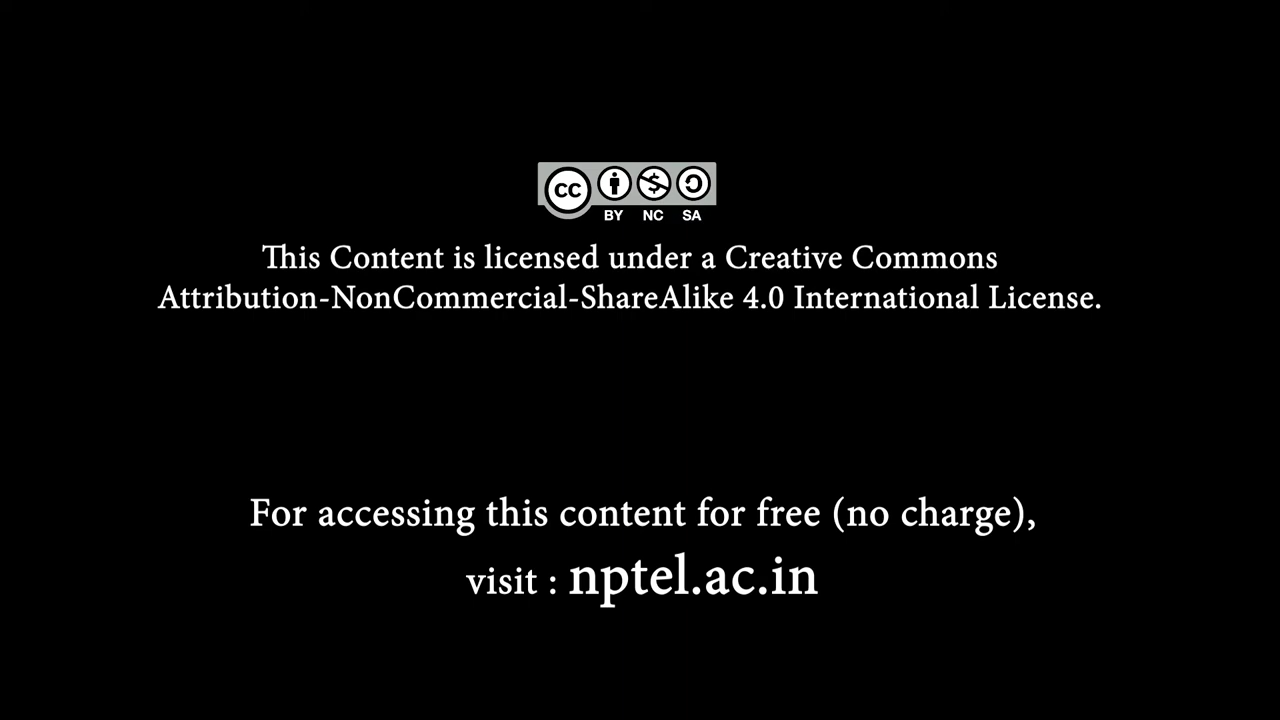 cc
BY NC SA
This Content is licensed under a Creative Commons
Attribution-NonCommercial-ShareAlike 4.0 International License.
For accessing this content for free (no charge),
visit : nptel.ac.in